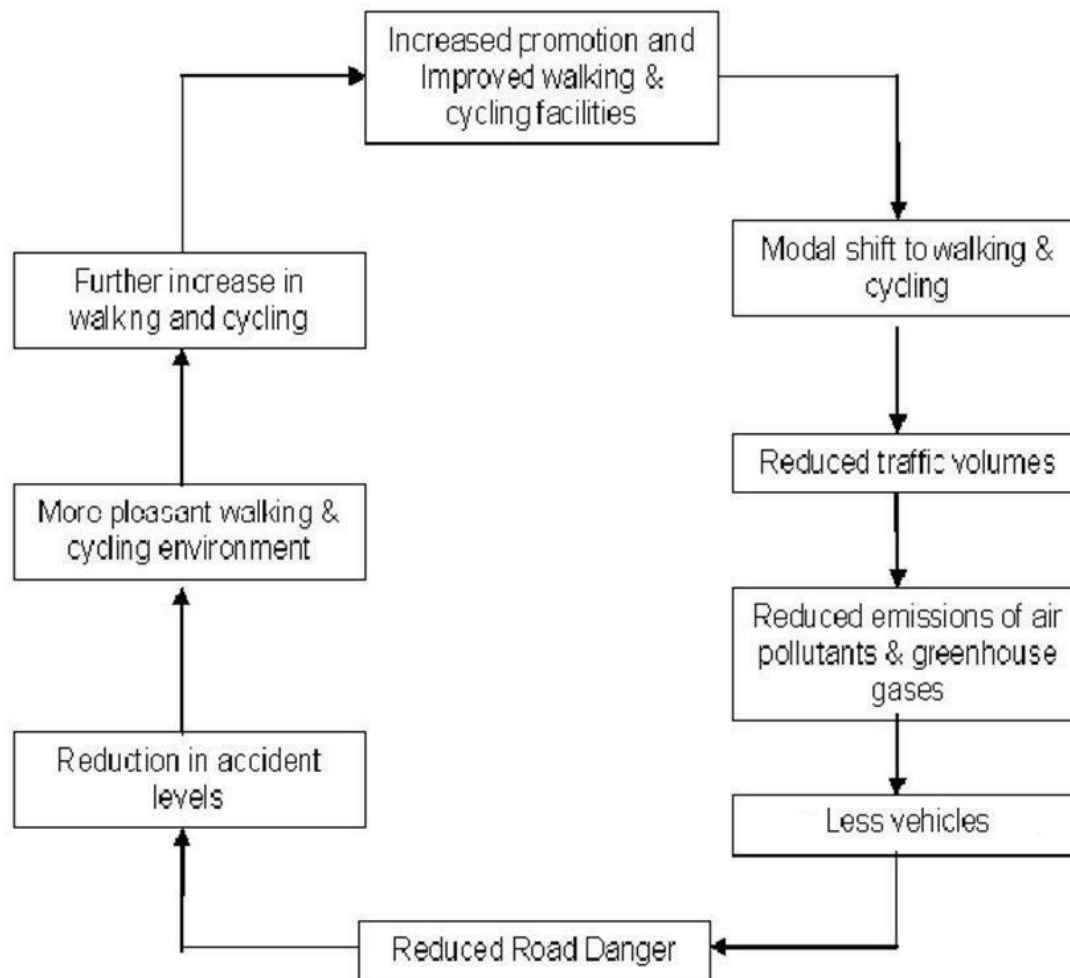 Increased promotion and
Improved walking &
cycling facilities
Modal shift to walking &
cycling
Reduced traffic volumes
Reduced emissions of air
pollutants & greenhouse
gases
Less vehicles
Reduced Road Danger
Reduction in accident
levels
More pleasant walking &
cycling environment
Further increase in
walkng and cycling